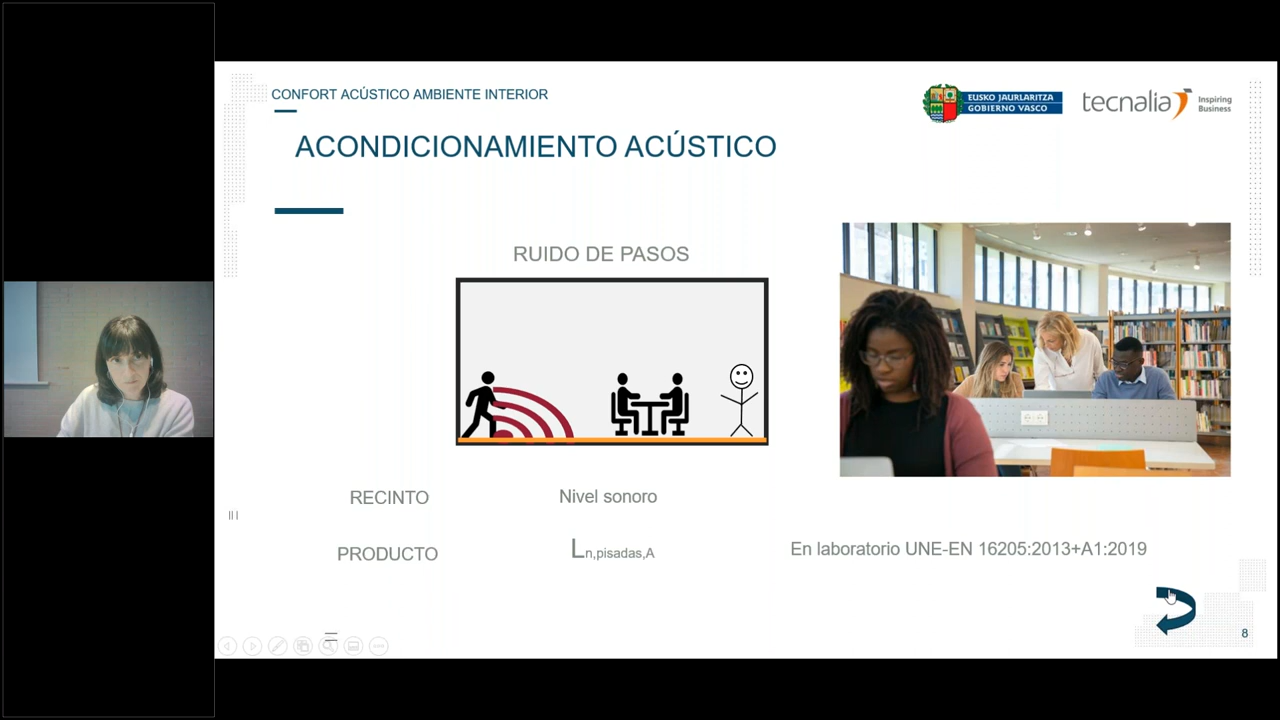 CONFORT ACÚSTICO AMBIENTE INTERIOR
EUSKO JAURLARITZA
GOBIERNO VASCO
tecnalia
Inspiring
Business
ACONDICIONAMIENTO ACÚSTICO
RUIDO DE PASOS
RECINTO
Nivel sonoro
PRODUCTO
Ln,pisadas,A
En laboratorio UNE-EN 16205:2013+A1:2019
8